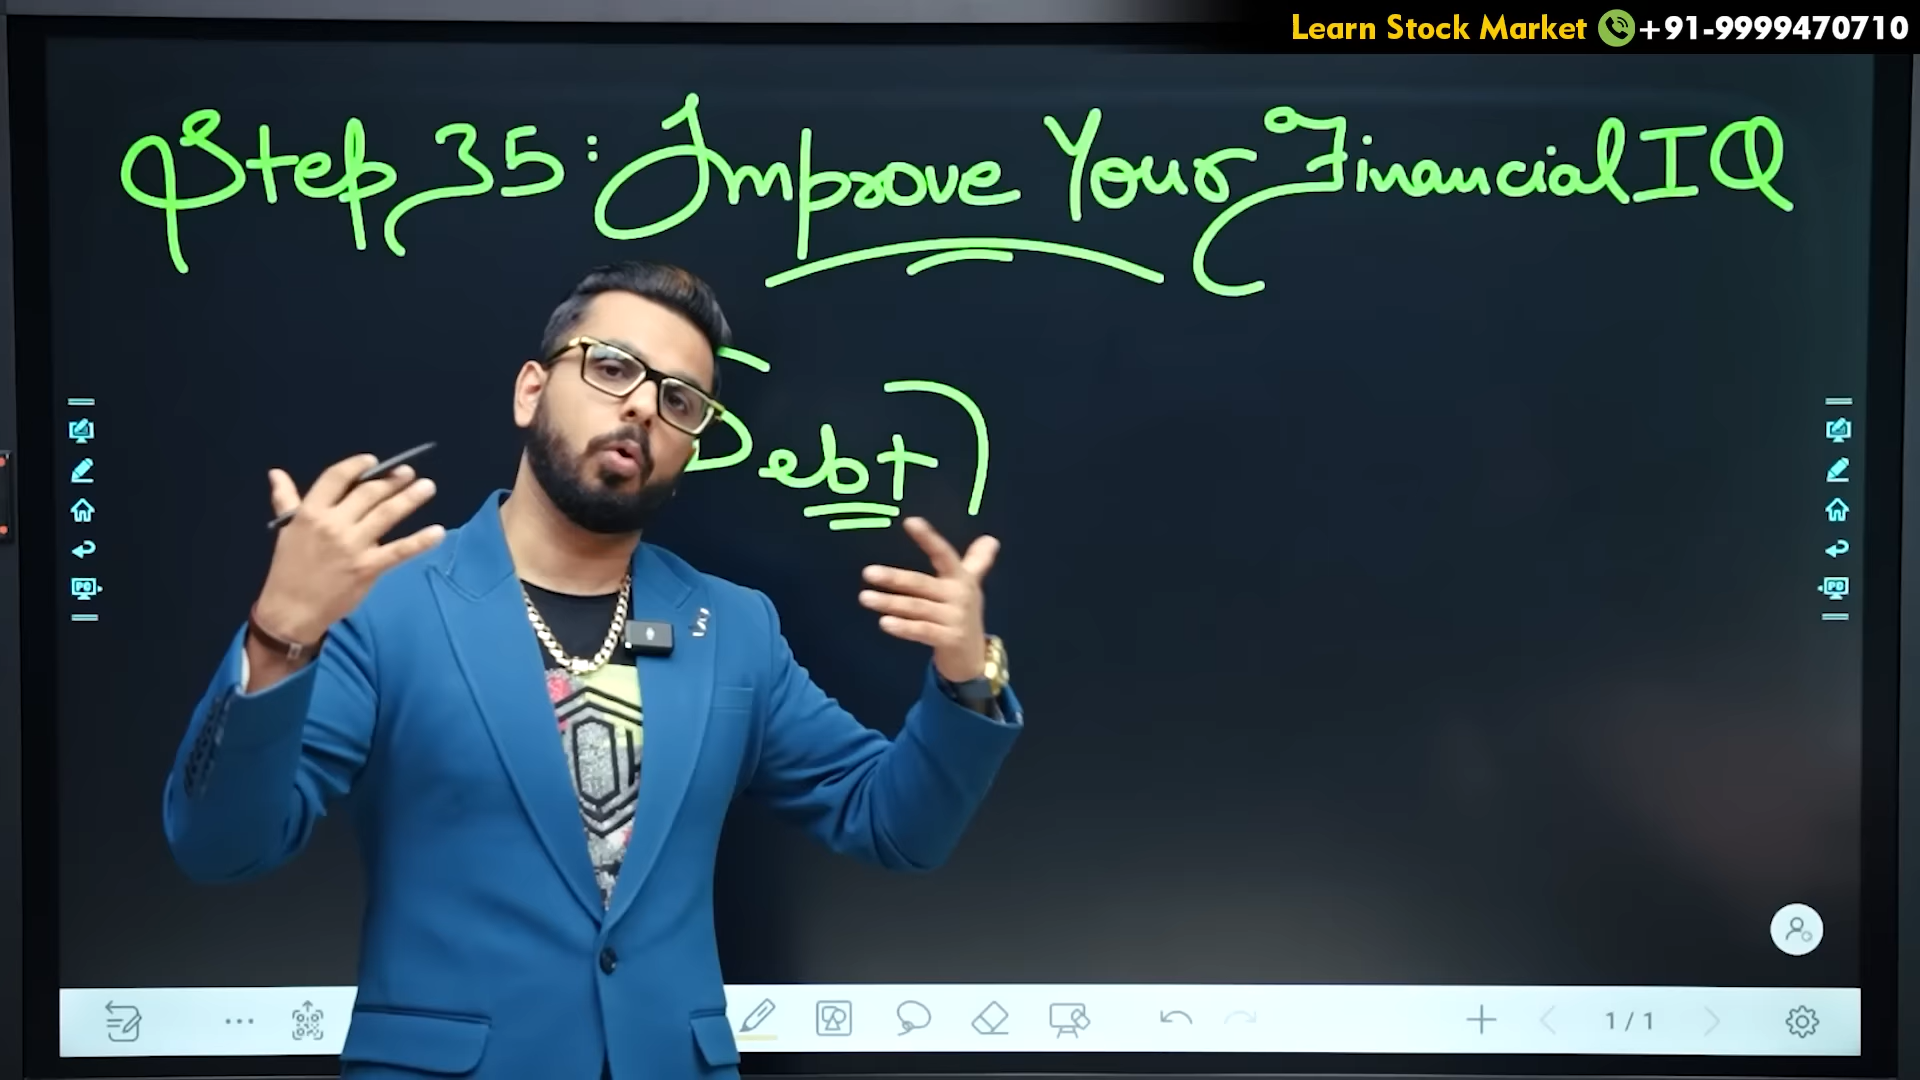 Learn Stock Market +91-9999470710
Step 35: Improve Your Financial IQ
Debt
1/1